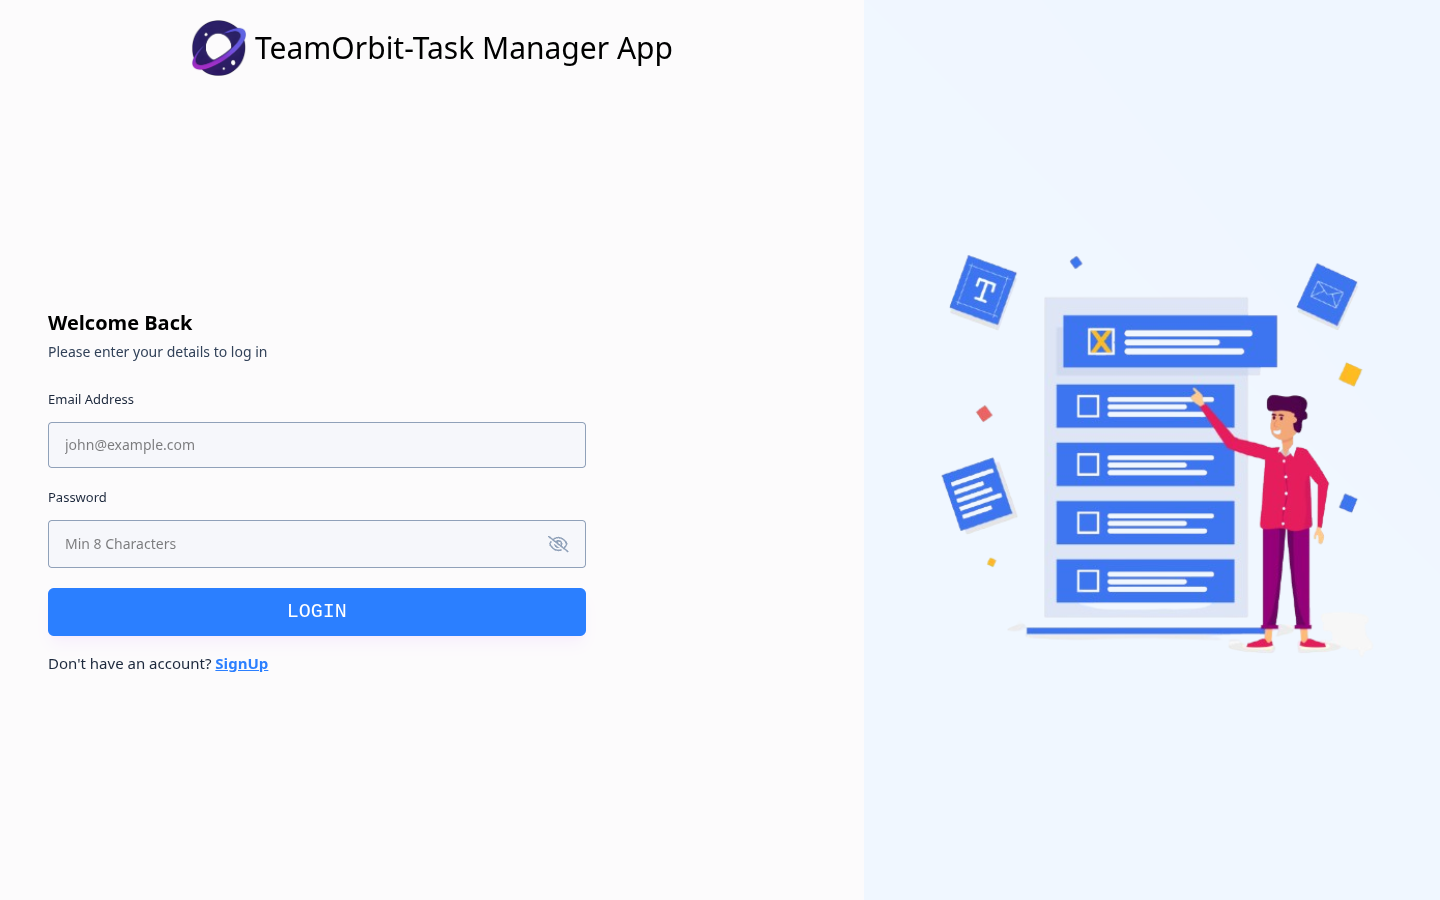 TeamOrbit-Task Manager App
Welcome Back
Please enter your details to log in
Email Address
john@example.com
Password
Min 8 Characters
LOGIN
Don't have an account? SignUp
T